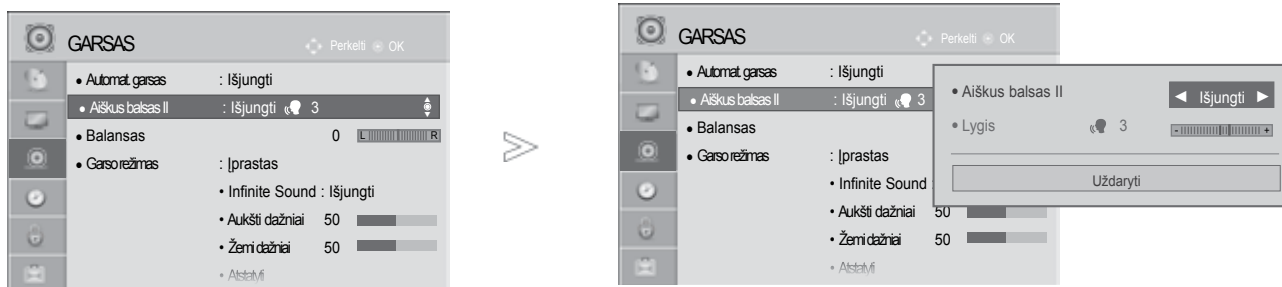 GARSAS
Perkelti OK
• Automat. garsas : Išjungti
• Aiškus balsas II : Išjungti 3
• Balansas 0 L R
• Garso režimas : Įprastas
• Infinite Sound : Išjungti
• Aukšti dažniai 50
• Žemi dažniai 50
• Atstatyti
GARSAS
Perkelti OK
• Automat. garsas : Išjungti
• Aiškus balsas II : Išjungti 3
• Balansas
• Garso režimas : Įprastas
• Infinite Sound :
• Aukšti dažniai 50
• Žemi dažniai 50
• Atstatyti
• Aiškus balsas II ◄ Išjungti ►
• Lygis 3 - +
Uždaryti